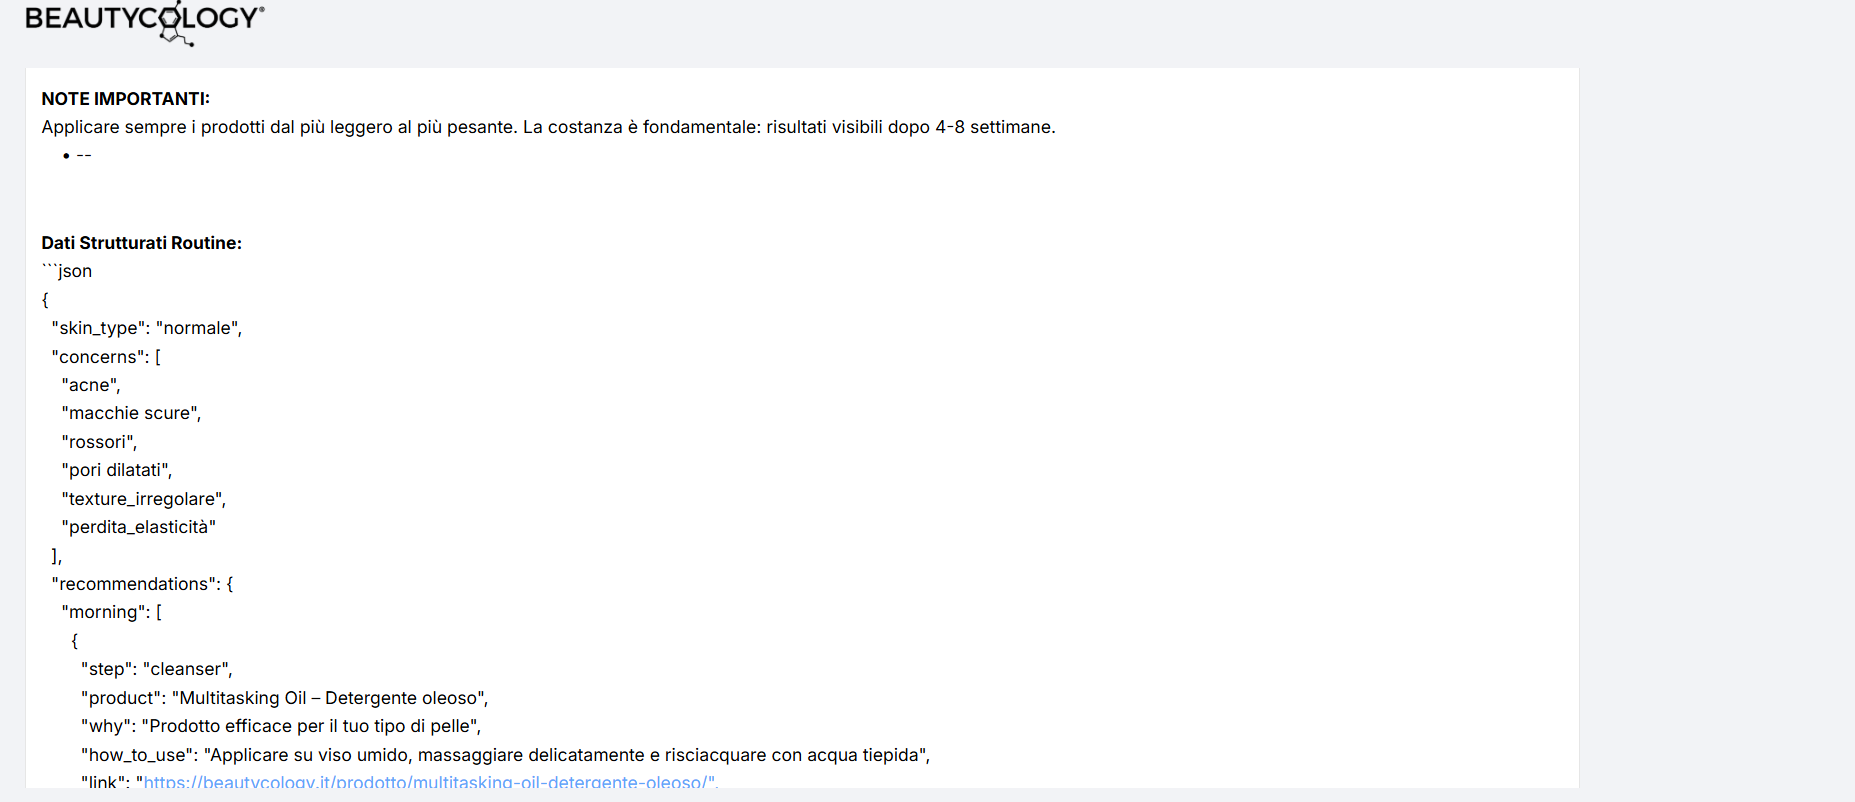 BEAUTYCOLOGY®
NOTE IMPORTANTI:
Applicare sempre i prodotti dal più leggero al più pesante. La costanza è fondamentale: risultati visibili dopo 4-8 settimane.
• --
Dati Strutturati Routine:
```json
{
"skin_type": "normale",
"concerns": [
"acne",
"macchie scure",
"rossori",
"pori dilatati",
"texture_irregolare",
"perdita_elasticità"
],
"recommendations": {
"morning": [
{
"step": "cleanser",
"product": "Multitasking Oil – Detergente oleoso",
"why": "Prodotto efficace per il tuo tipo di pelle",
"how_to_use": "Applicare su viso umido, massaggiare delicatamente e risciacquare con acqua tiepida",
"link": "https://beautycology.it/prodotto/multitasking-oil-detergente-oleoso/",